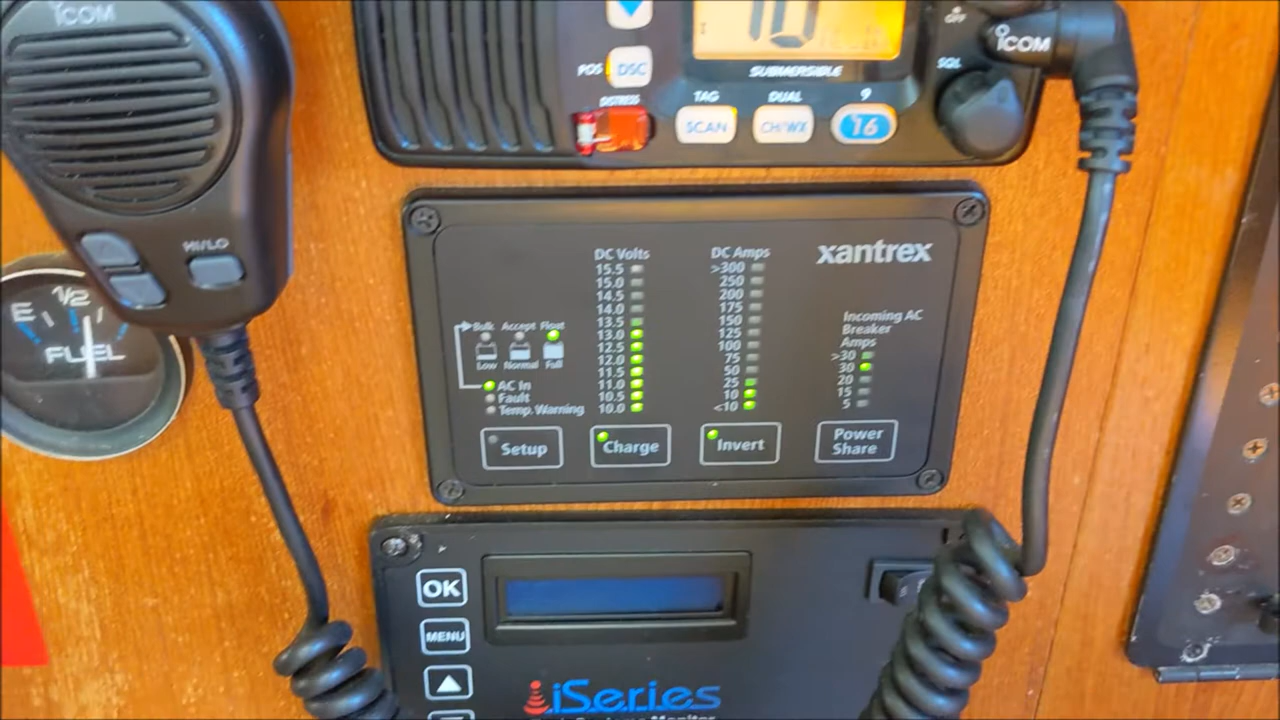 ICOM
HI/LO
E 1/2
FUEL
10
SUBMERSIBLE
POS DSC
DISTRESS
TAG DUAL 9
SCAN CH/WX 16
OFF
SQL
ICOM
xantrex
DC Volts
15.5
15.0
14.5
14.0
13.5
13.0
12.5
12.0
11.5
11.0
10.5
10.0
DC Amps
>300
250
200
175
150
125
100
75
50
25
10
<10
Incoming AC
Breaker
Amps
>30
30
20
15
5
Bulk Accept Float
Low Normal Full
AC In
Fault
Temp. Warning
Setup
Charge
Invert
Power
Share
OK
MENU
iSeries